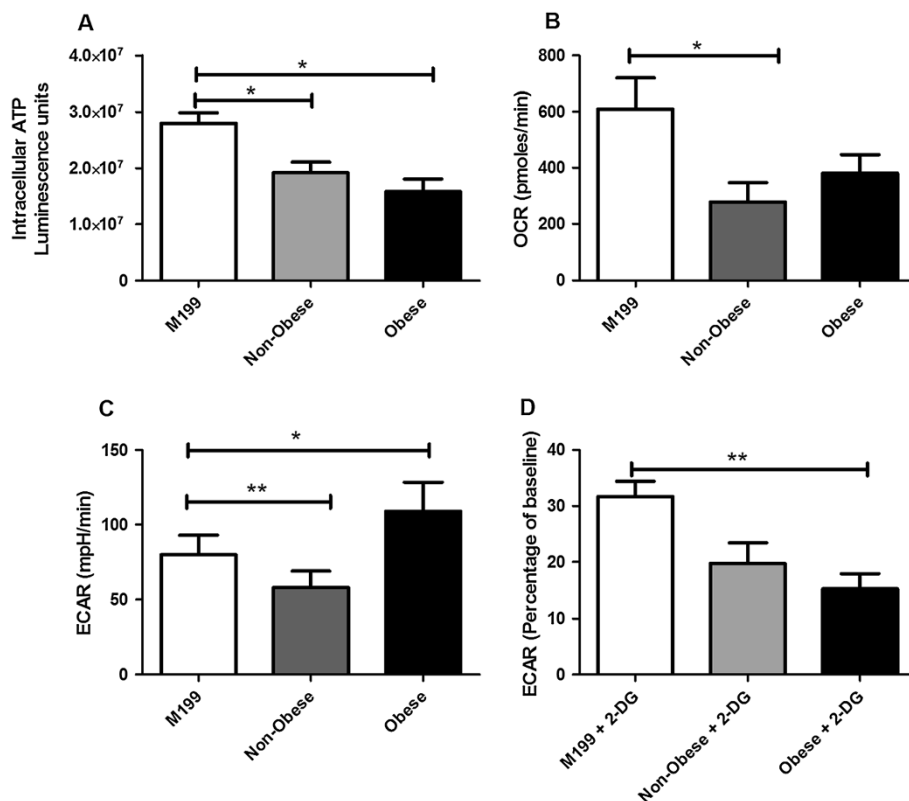 A
Intracellular ATP
Luminescence units
4.0×10⁷
3.0×10⁷
2.0×10⁷
1.0×10⁷
0
*
*
M199
Non-Obese
Obese
B
OCR (pmoles/min)
800
600
400
200
0
*
M199
Non-Obese
Obese
C
ECAR (mpH/min)
150
100
50
0
*
**
M199
Non-Obese
Obese
D
ECAR (Percentage of baseline)
40
30
20
10
0
**
M199 + 2-DG
Non-Obese + 2-DG
Obese + 2-DG